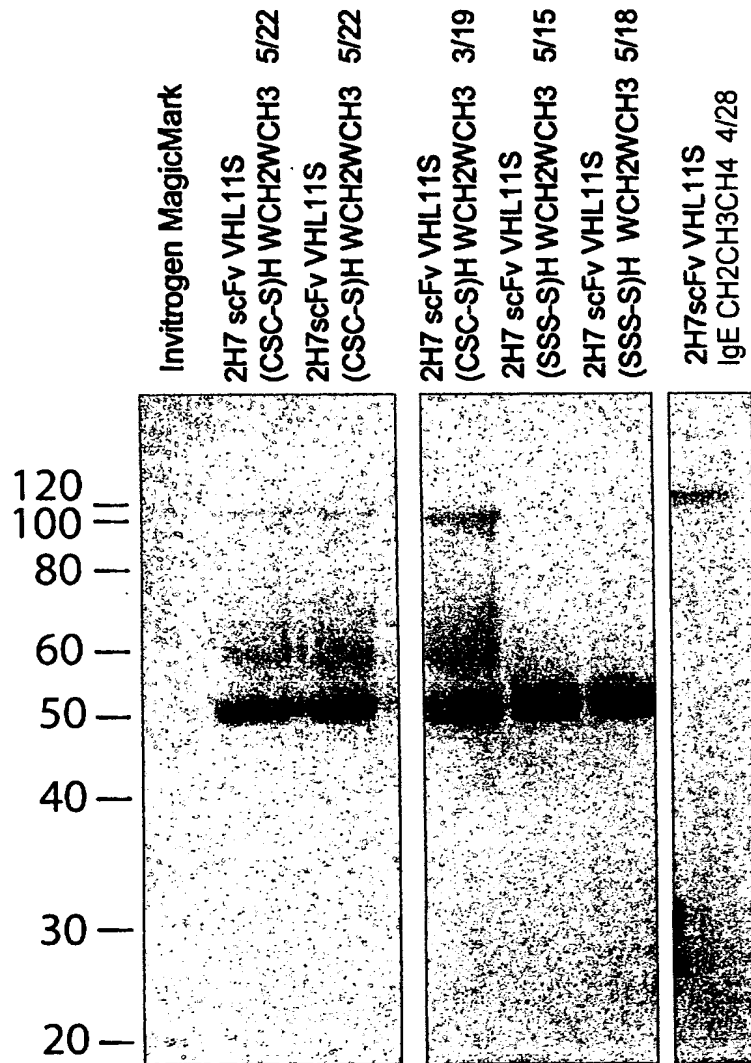 Invitrogen MagicMark
2H7 scFv VHL11S
(CSC-S)H WCH2WCH3 5/22
2H7scFv VHL11S
(CSC-S)H WCH2WCH3 5/22
2H7 scFv VHL11S
(CSC-S)H WCH2WCH3 3/19
2H7 scFv VHL11S
(SSS-S)H WCH2WCH3 5/15
2H7 scFv VHL11S
(SSS-S)H WCH2WCH3 5/18
2H7scFv VHL11S
IgE CH2CH3CH4 4/28
120
100
80
60
50
40
30
20